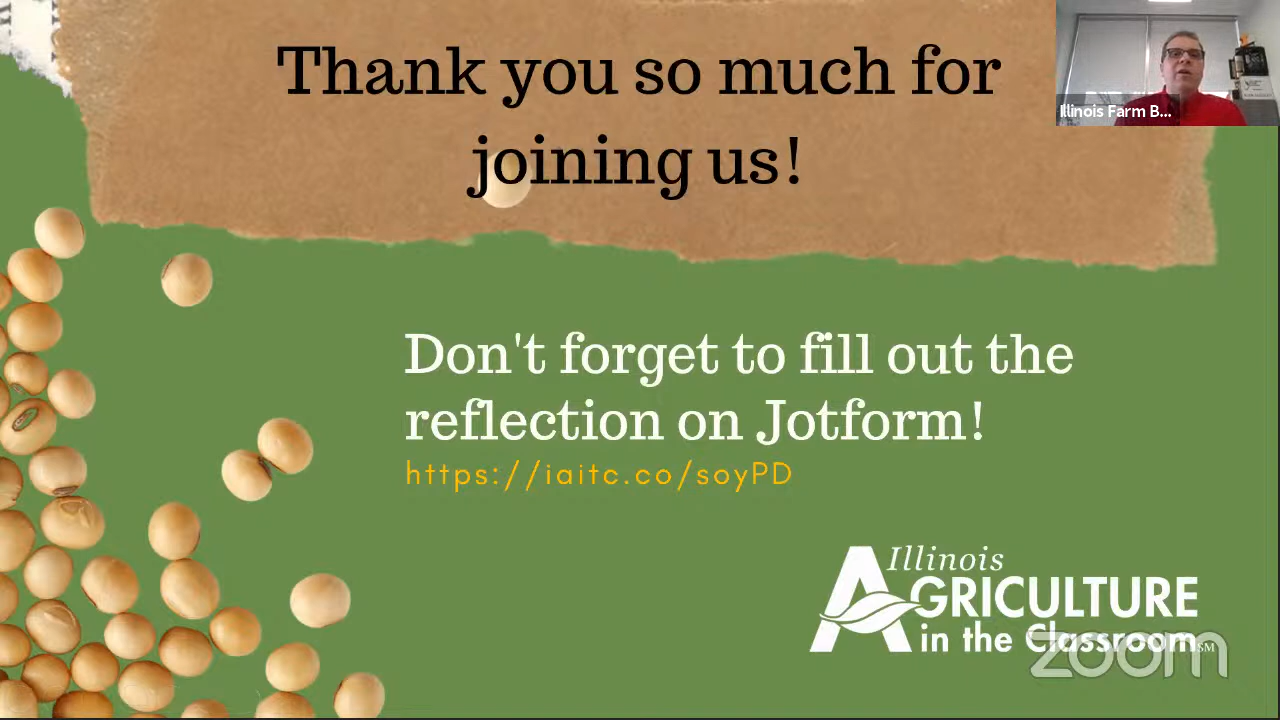 Thank you so much for
joining us!
Illinois Farm B...
Don't forget to fill out the
reflection on Jotform!
https://iaitc.co/soyPD
Illinois
AGRICULTURE
in the Classroom SM
zoom